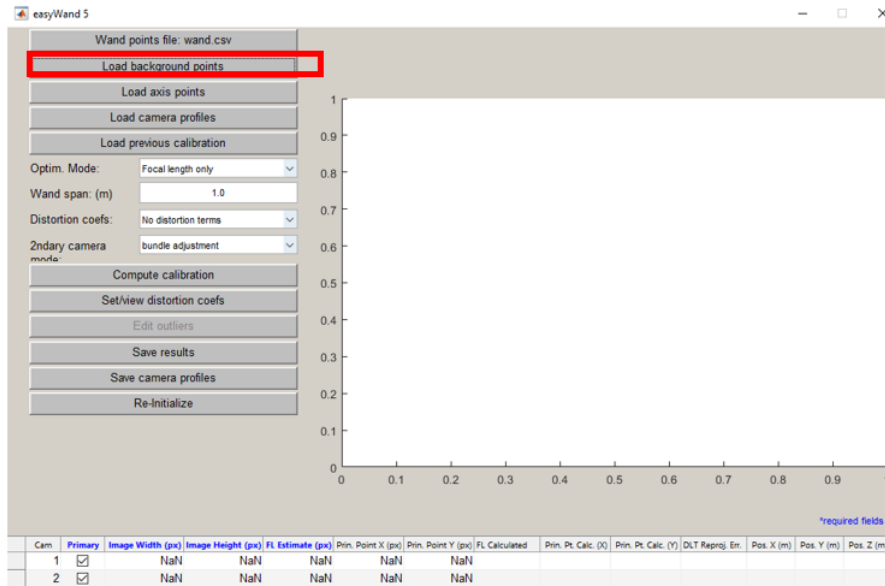 easyWand 5
Wand points file: wand.csv
Load background points
Load axis points
Load camera profiles
Load previous calibration
Optim. Mode: Focal length only
Wand span: (m) 1.0
Distortion coefs: No distortion terms
2ndary camera mode: bundle adjustment
Compute calibration
Set/view distortion coefs
Edit outliers
Save results
Save camera profiles
Re-Initialize
1
0.9
0.8
0.7
0.6
0.5
0.4
0.3
0.2
0.1
0
0 0.1 0.2 0.3 0.4 0.5 0.6 0.7 0.8 0.9
*required fields
Cam Primary Image Width (px) Image Height (px) FL Estimate (px) Prin. Point X (px) Prin. Point Y (px) FL Calculated Prin. Pt. Calc. (X) Prin. Pt. Calc. (Y) DLT Reproj. Err. Pos. X (m) Pos. Y (m) Pos. Z (m
1 NaN NaN NaN NaN NaN
2 NaN NaN NaN NaN NaN